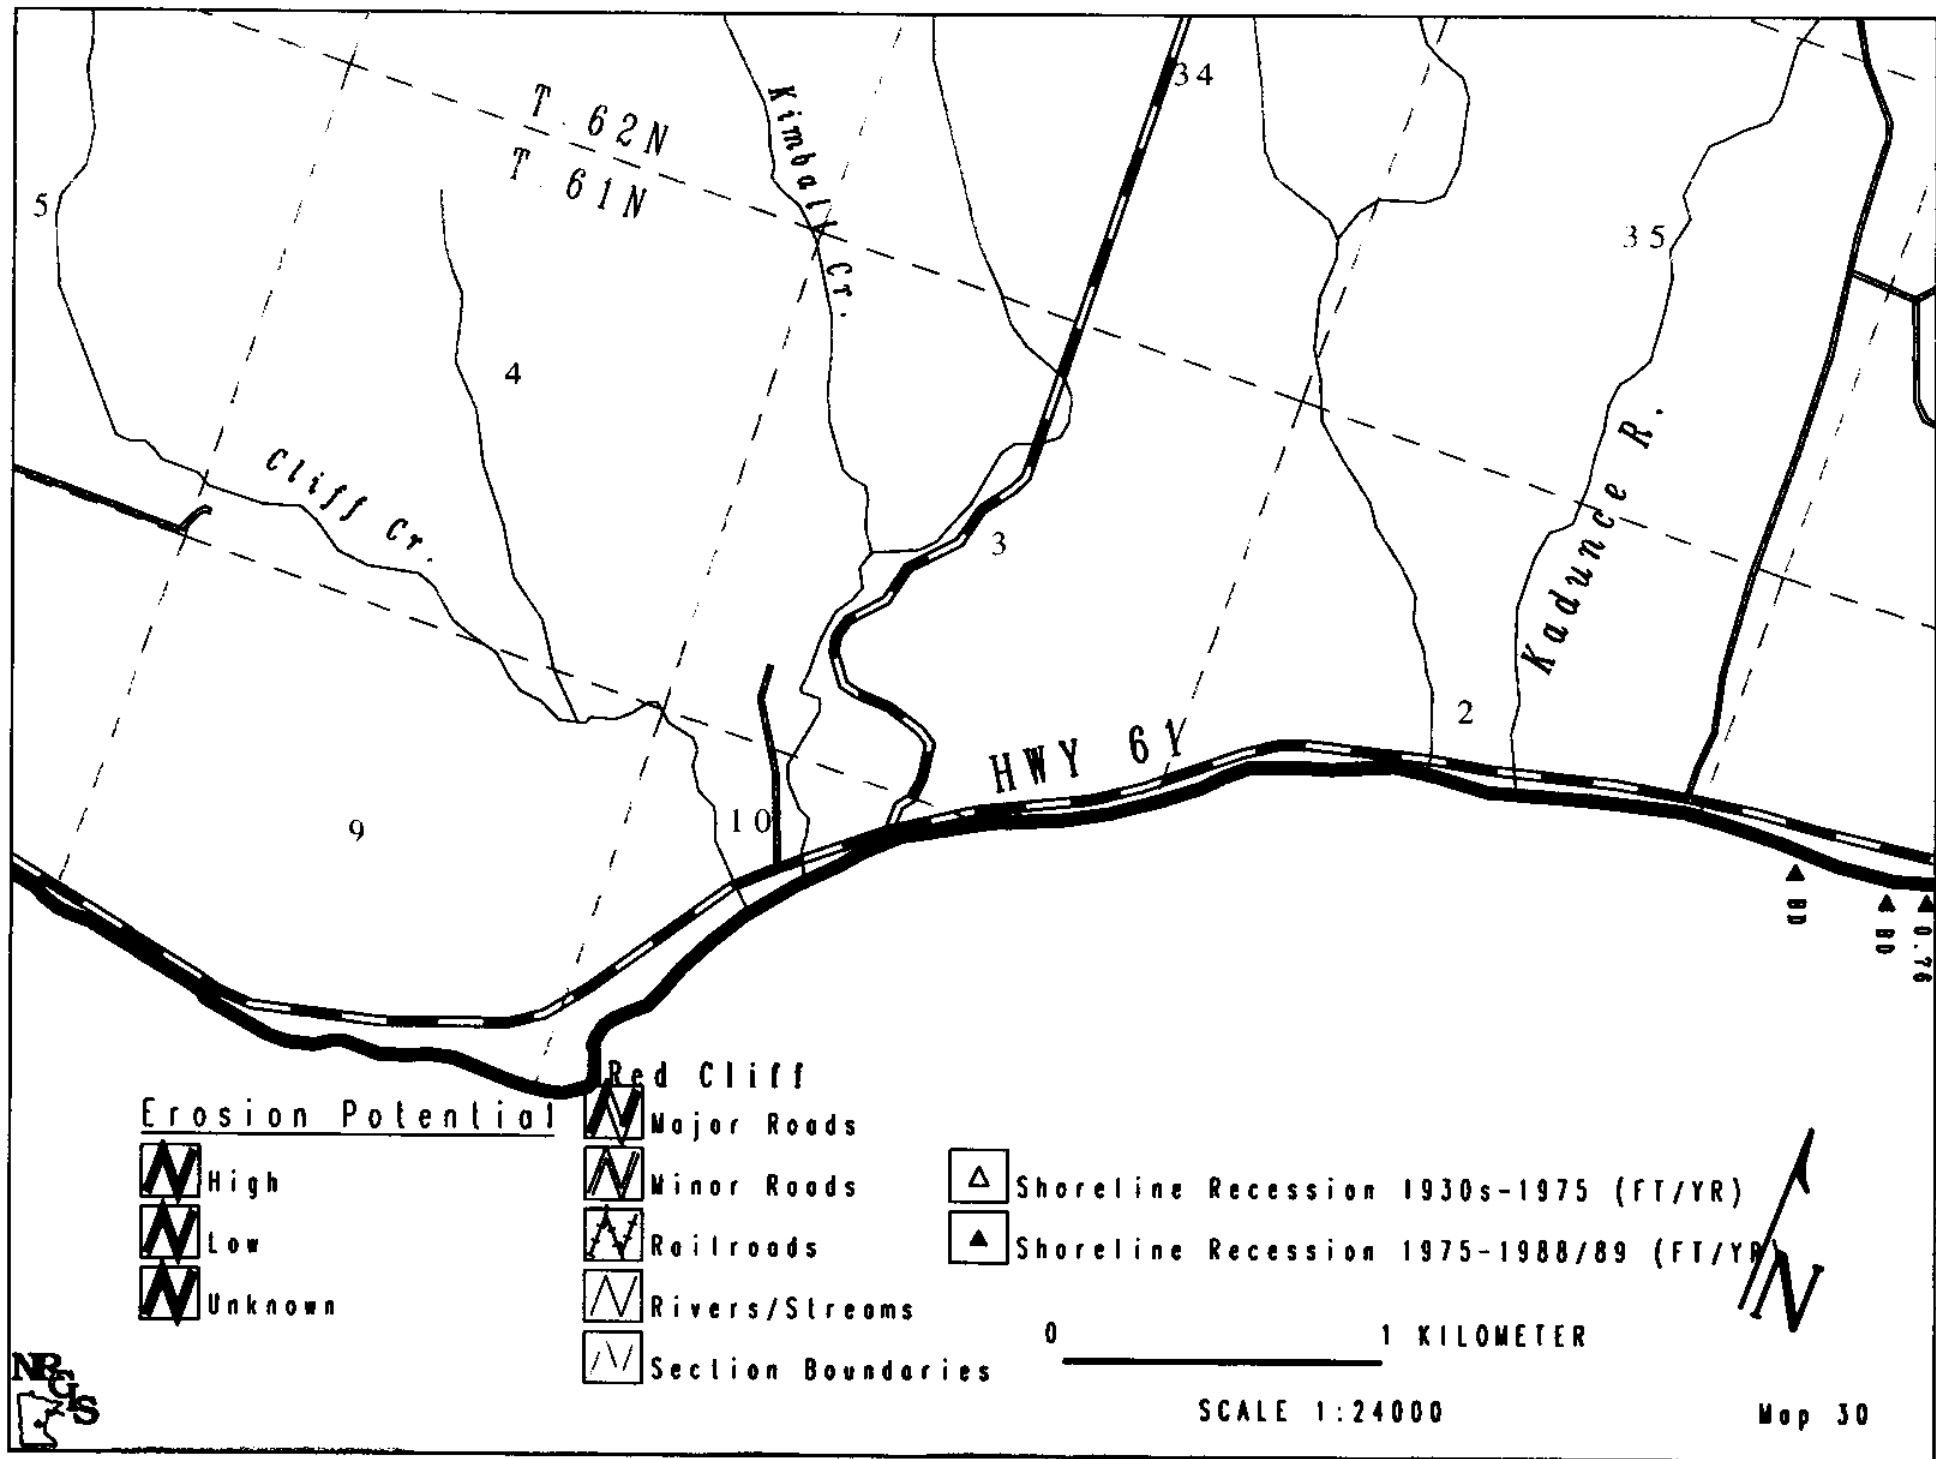 34
T. 62N
T. 61N
Kimball Cr.
5
35
4
Cliff Cr.
Kadunce R.
3
2
HWY 61
10
9
BD
BD
0.76
Red Cliff
Erosion Potential
High
Low
Unknown
Major Roads
Minor Roads
Railroads
Rivers/Streams
Section Boundaries
Shoreline Recession 1930s-1975 (FT/YR)
Shoreline Recession 1975-1988/89 (FT/YR)
N
0 1 KILOMETER
SCALE 1:24000
Map 30
NRGIS